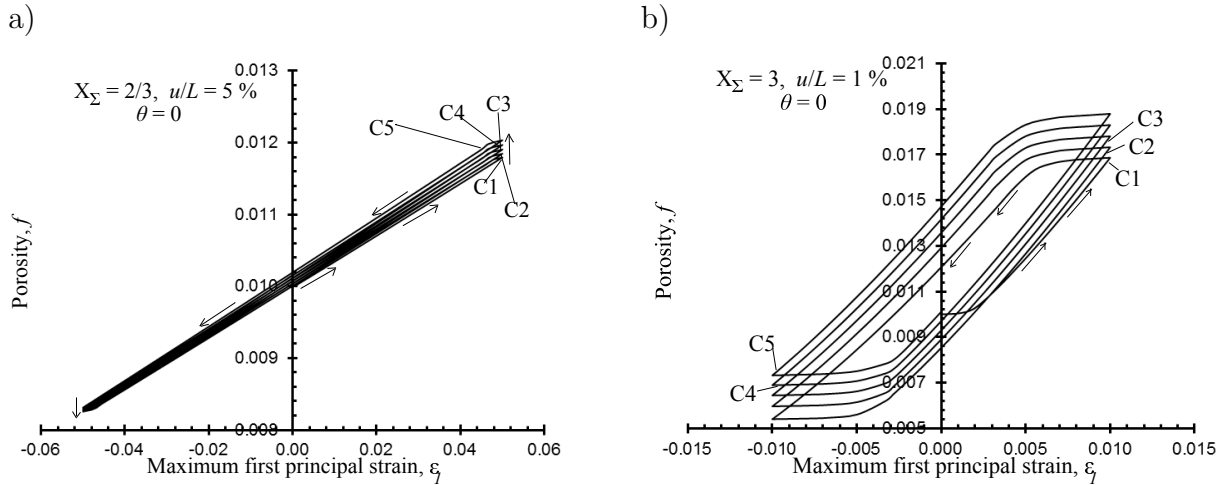 a)
X_Σ = 2/3, u/L = 5 %
θ = 0
Porosity, f
0.013
0.012
0.011
0.010
0.009
0.008
C3
C4
C5
C1
C2
-0.06
-0.04
-0.02
0.00
0.02
0.04
0.06
Maximum first principal strain, ε_I
b)
X_Σ = 3, u/L = 1 %
θ = 0
Porosity, f
0.021
0.019
0.017
0.015
0.013
0.011
0.009
0.007
0.005
C3
C2
C1
C5
C4
-0.015
-0.010
-0.005
0.000
0.005
0.010
0.015
Maximum first principal strain, ε_I